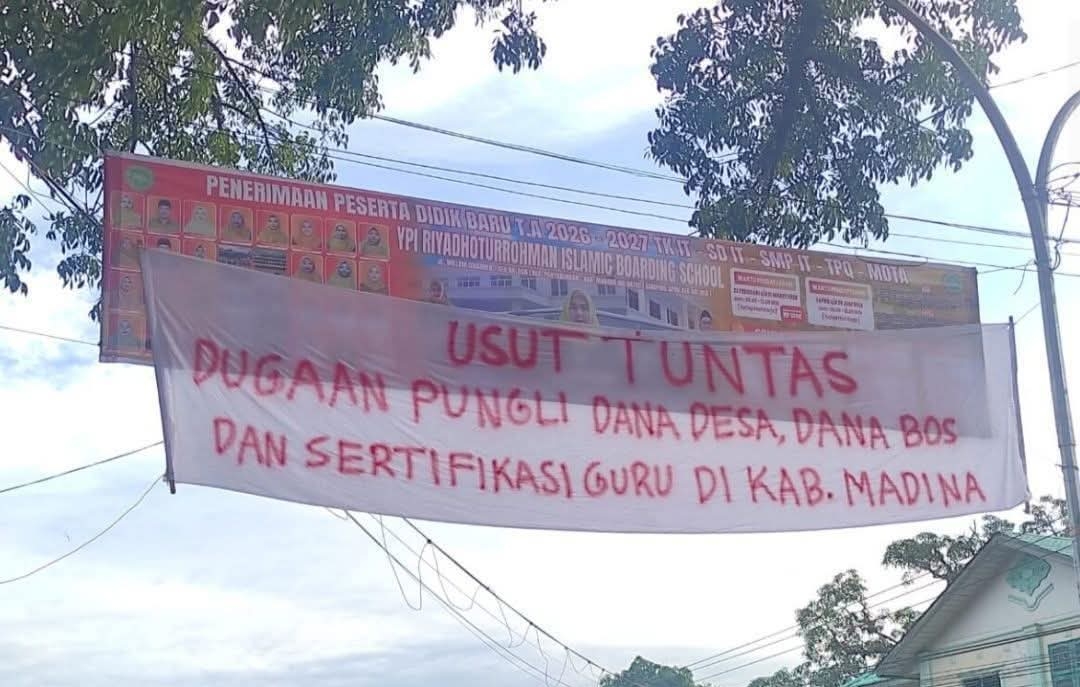 PENERIMAAN PESERTA DIDIK BARU T.A 2026 - 2027 TK IT - SD IT - SMP IT - TPQ - MDTA
YPI RIYADHOTURROHMAN ISLAMIC BOARDING SCHOOL
USUT TUNTAS
DUGAAN PUNGLI DANA DESA, DANA BOS
DAN SERTIFIKASI GURU DI KAB. MADINA